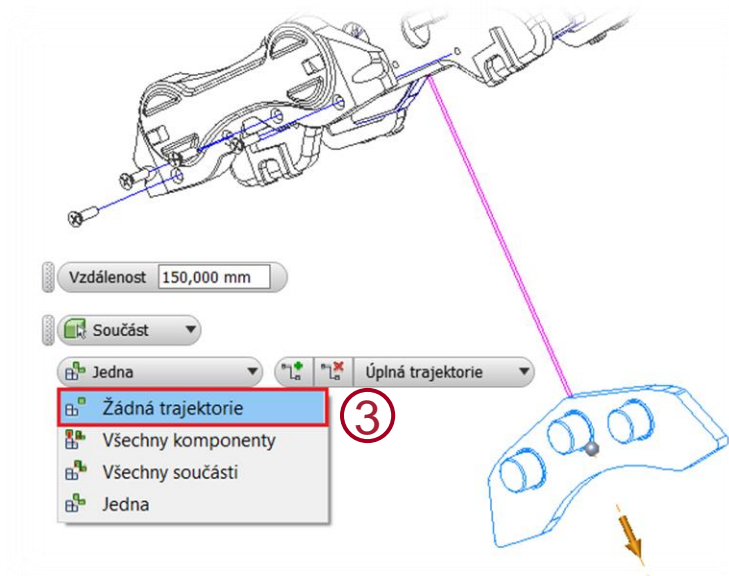 Vzdálenost 150,000 mm
Součást
Jedna Úplná trajektorie
Žádná trajektorie
3
Všechny komponenty
Všechny součásti
Jedna